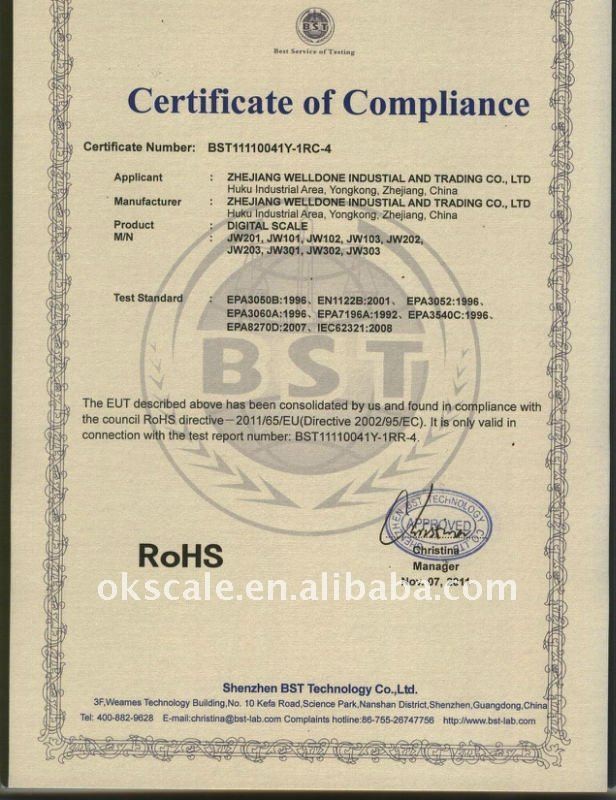 BST
Best Service of Testing
Certificate of Compliance
Certificate Number: BST11110041Y-1RC-4
Applicant : ZHEJIANG WELLDONE INDUSTIAL AND TRADING CO., LTD
Huku Industrial Area, Yongkong, Zhejiang, China
Manufacturer : ZHEJIANG WELLDONE INDUSTIAL AND TRADING CO., LTD
Huku Industrial Area, Yongkong, Zhejiang, China
Product : DIGITAL SCALE
M/N : JW201, JW101, JW102, JW103, JW202,
JW203, JW301, JW302, JW303
Test Standard : EPA3050B:1996、EN1122B:2001、EPA3052:1996、
EPA3060A:1996、EPA7196A:1992、EPA3540C:1996、
EPA8270D:2007、IEC62321:2008
BST
The EUT described above has been consolidated by us and found in compliance with
the council RoHS directive—2011/65/EU(Directive 2002/95/EC). It is only valid in
connection with the test report number: BST11110041Y-1RR-4.
SHENZHEN BST TECHNOLOGY CO.,LTD
APPROVED
Christina
RoHS
Christina
Manager
Nov. 07, 2011
okscale.en.alibaba.com
Shenzhen BST Technology Co.,Ltd.
3F,Weames Technology Building,No. 10 Kefa Road,Science Park,Nanshan District,Shenzhen,Guangdong,China
Tel: 400-882-9628 E-mail:christina@bst-lab.com Complaints hotline:86-755-26747756 http://www.bst-lab.com